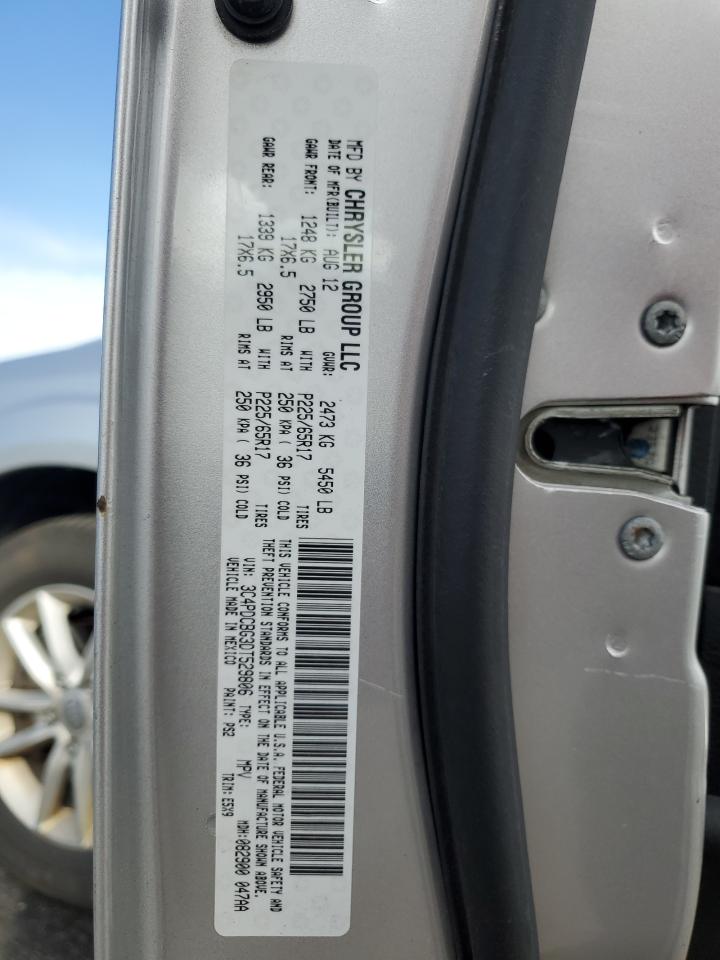 MFD BY CHRYSLER GROUP LLC
DATE OF MFR(BUILT): AUG 12 GVWR: 2473 KG 5450 LB
GAWR FRONT: 1248 KG 2750 LB WITH P225/65R17 TIRES
17X6.5 RIMS AT 250 KPA ( 36 PSI) COLD
GAWR REAR: 1339 KG 2950 LB WITH P225/65R17 TIRES
17X6.5 RIMS AT 250 KPA ( 36 PSI) COLD
THIS VEHICLE CONFORMS TO ALL APPLICABLE U.S.A. FEDERAL MOTOR VEHICLE SAFETY AND
THEFT PREVENTION STANDARDS IN EFFECT ON THE DATE OF MANUFACTURE SHOWN ABOVE.
VIN: 3C4PDCBG3DT529806 TYPE: MPV MDH:082900 047AA
VEHICLE MADE IN MEXICO PAINT: PS2 TRIM: E5X9